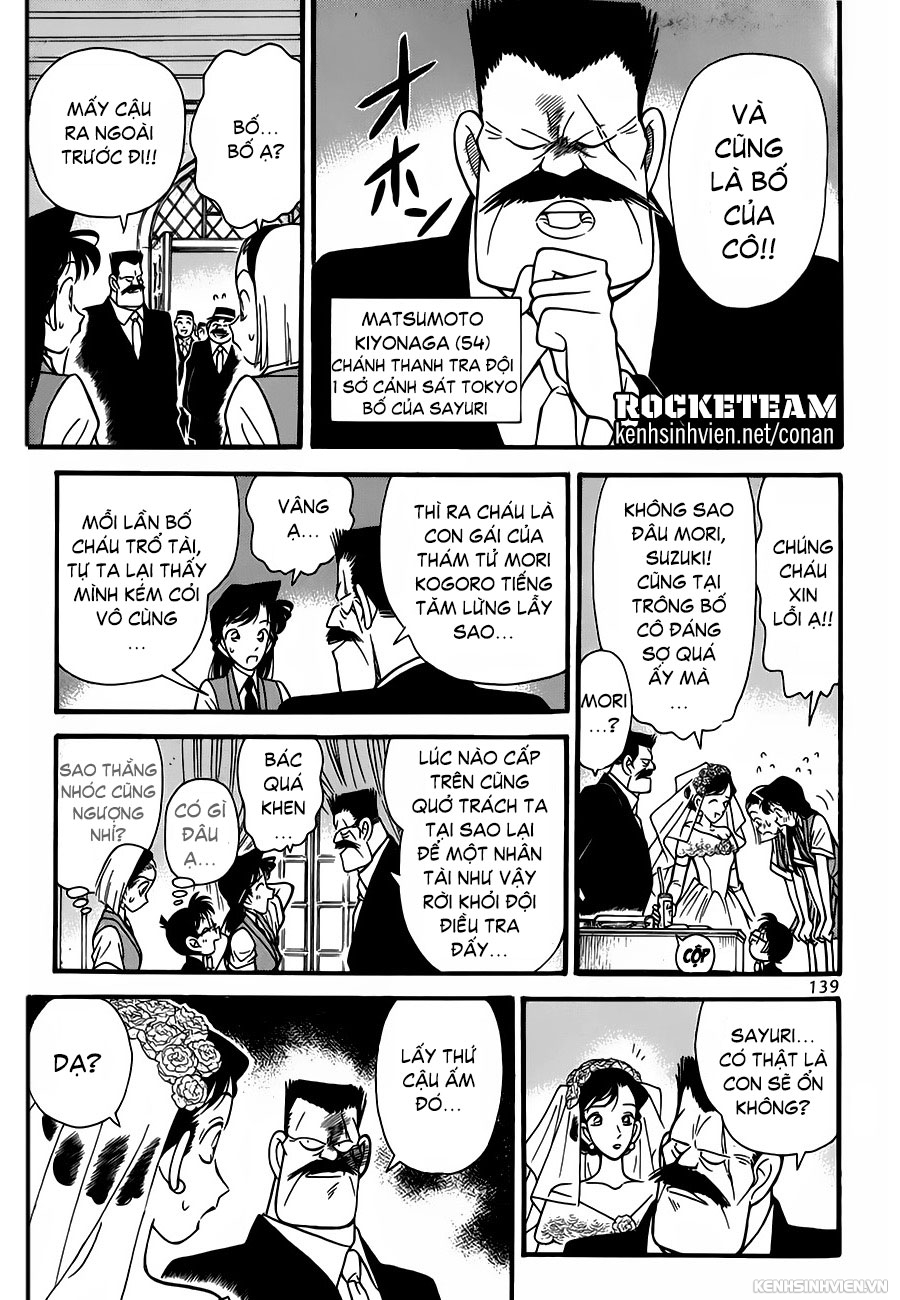 VÀ
CŨNG
LÀ BỐ
CỦA
CÔ!!
ホン
MATSUMOTO
KIYONAGA (54)
CHÁNH THANH TRA ĐỘI
1 SỞ CẢNH SÁT TOKYO
BỐ CỦA SAYURI
ROCKETEAM
kenhsinhvien.net/conan
BỐ...
BỐ Ạ?
MẤY CẬU
RA NGOÀI
TRƯỚC ĐI!!
CHÚNG
CHÁU
XIN
LỖI Ạ!!
KHÔNG SAO
ĐÂU MORI,
SUZUKI!
CŨNG TẠI
TRÔNG BỐ
CÔ ĐÁNG
SỢ QUÁ
ẤY MÀ
...
MORI
...?
CỘP
THÌ RA CHÁU LÀ
CON GÁI CỦA
THÁM TỬ MORI
KOGORO TIẾNG
TĂM LỪNG LẪY
SAO...
VÂNG
Ạ...
MỖI LẦN BỐ
CHÁU TRỔ TÀI,
TỰ TA LẠI THẤY
MÌNH KÉM CỎI
VÔ CÙNG
...
LÚC NÀO CẤP
TRÊN CŨNG
QUỞ TRÁCH TA
TẠI SAO LẠI
ĐỂ MỘT NHÂN
TÀI NHƯ VẬY
RỜI KHỎI ĐỘI
ĐIỀU TRA
ĐẤY...
BÁC
QUÁ
KHEN
...
CÓ GÌ
ĐÂU
Ạ...
SAO THẰNG
NHÓC CŨNG
NGƯỢNG
NHỈ?
139
SAYURI...
CÓ THẬT LÀ
CON SẼ ỔN
KHÔNG?
LẤY THỨ
CẬU ẤM
ĐÓ...
DẠ?
KENHSINHVIEN.VN